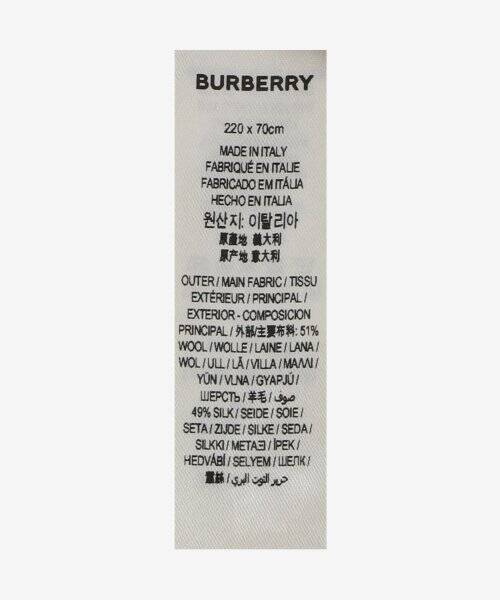 BURBERRY
220 x 70cm
MADE IN ITALY
FABRIQUÉ EN ITALIE
FABRICADO EM ITÁLIA
HECHO EN ITALIA
원산지: 이탈리아
原產地 義大利
原产地 意大利
OUTER / MAIN FABRIC / TISSU
EXTÉRIEUR / PRINCIPAL /
EXTERIOR - COMPOSICION
PRINCIPAL / 外部/主要布料: 51%
WOOL / WOLLE / LAINE / LANA /
WOL / ULL / LÃ / VILLA / ΜΑΛΛΙ /
YÜN / VLNA / GYAPJÚ /
ШЕРСТЬ / 羊毛 / صوف /
49% SILK / SEIDE / SOIE /
SETA / ZIJDE / SILKE / SEDA /
SILKKI / ΜΕΤΑΞΙ / İPEK /
HEDVÁBÍ / SELYEM / ШЕЛК /
蠶絲 / حرير التوت البري /